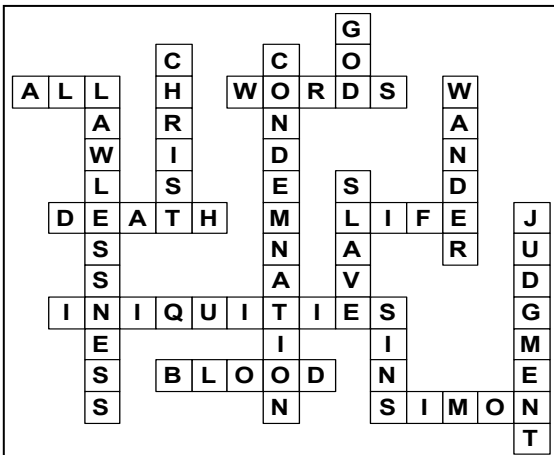 GOD
CHRIST
CONDEMNATION
ALL
LAWLESSNESS
WORDS
WANDER
SLAVE
DEATH
LIFE
JUDGMENT
INIQUITIES
SINS
BLOOD
SIMON